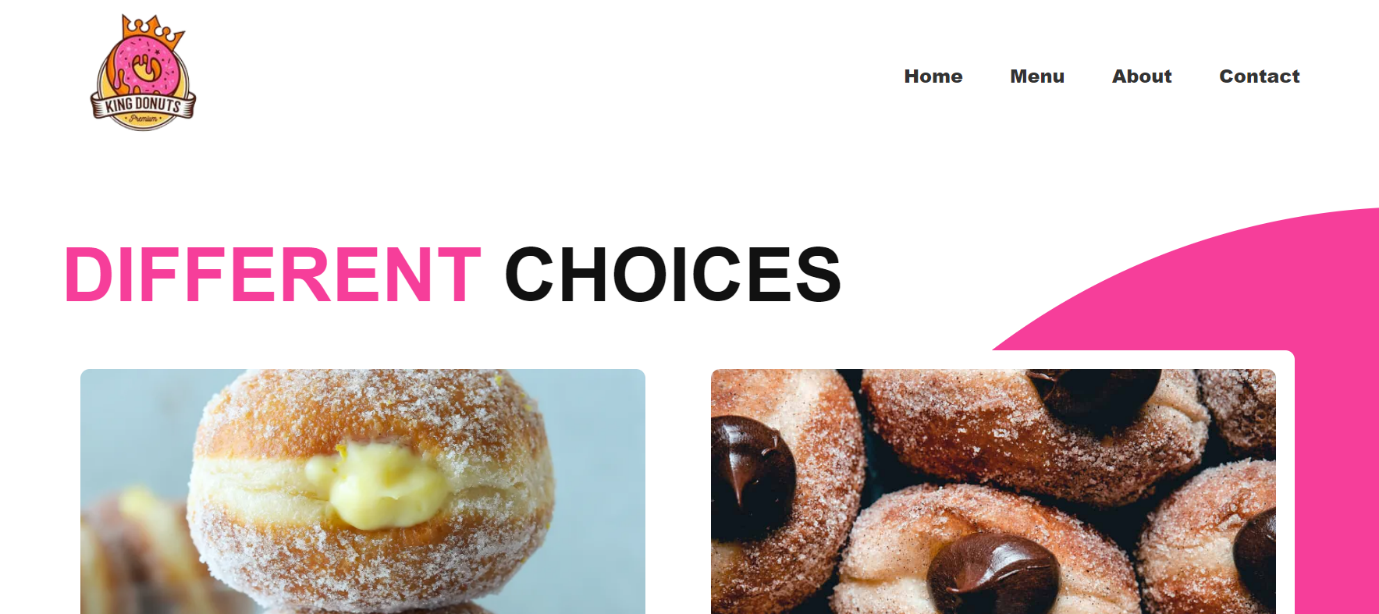 KING DONUTS
Premium
Home Menu About Contact
DIFFERENT CHOICES